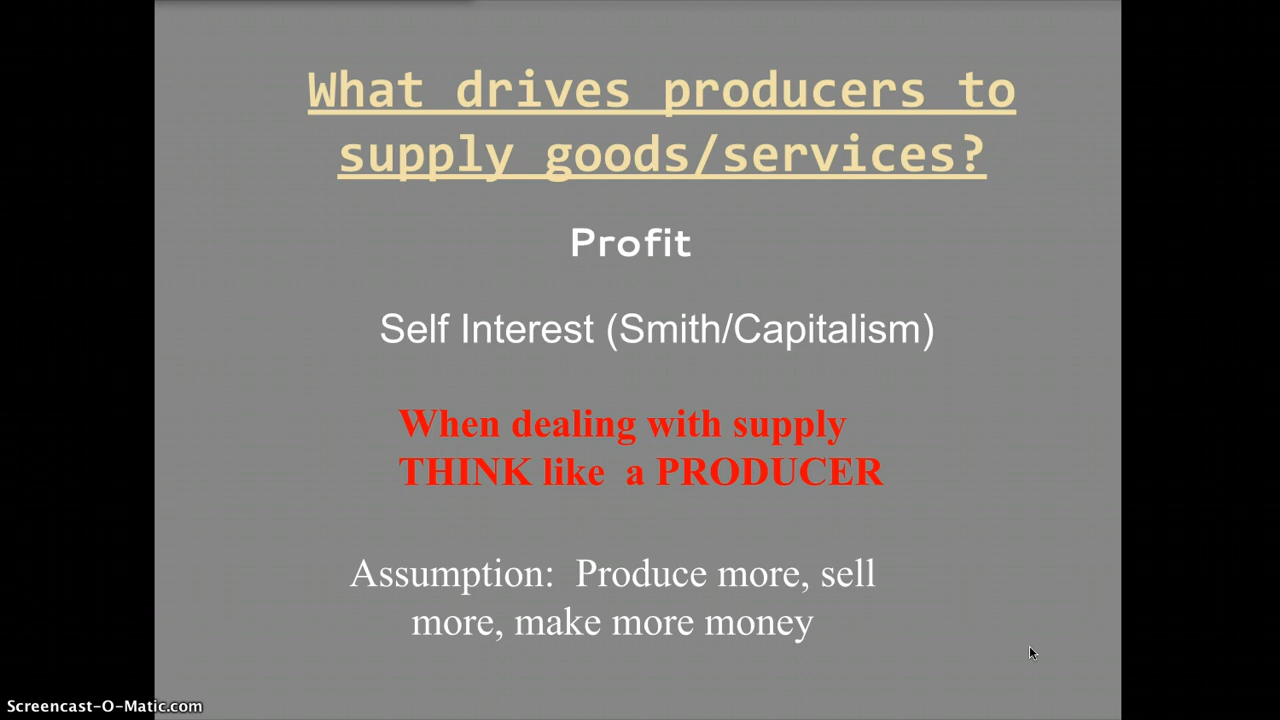 What drives producers to
supply goods/services?
Profit
Self Interest (Smith/Capitalism)
When dealing with supply
THINK like  a PRODUCER
Assumption:  Produce more, sell
more, make more money
Screencast-O-Matic.com